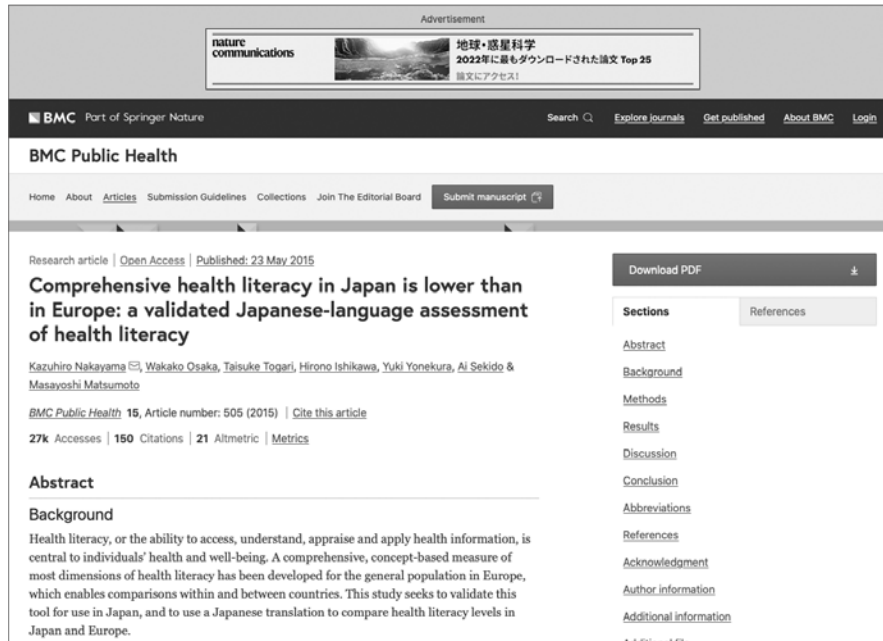 Advertisement
nature
communications
地球・惑星科学
2022年に最もダウンロードされた論文 Top 25
論文にアクセス!
BMC Part of Springer Nature
Search
Explore journals
Get published
About BMC
Login
BMC Public Health
Home About Articles Submission Guidelines Collections Join The Editorial Board Submit manuscript
Research article | Open Access | Published: 23 May 2015
Comprehensive health literacy in Japan is lower than
in Europe: a validated Japanese-language assessment
of health literacy
Kazuhiro Nakayama, Wakako Osaka, Taisuke Togari, Hirono Ishikawa, Yuki Yonekura, Ai Sekido &
Masayoshi Matsumoto
BMC Public Health 15, Article number: 505 (2015) | Cite this article
27k Accesses | 150 Citations | 21 Altmetric | Metrics
Abstract
Background
Health literacy, or the ability to access, understand, appraise and apply health information, is
central to individuals' health and well-being. A comprehensive, concept-based measure of
most dimensions of health literacy has been developed for the general population in Europe,
which enables comparisons within and between countries. This study seeks to validate this
tool for use in Japan, and to use a Japanese translation to compare health literacy levels in
Japan and Europe.
Download PDF
Sections
References
Abstract
Background
Methods
Results
Discussion
Conclusion
Abbreviations
References
Acknowledgment
Author information
Additional information